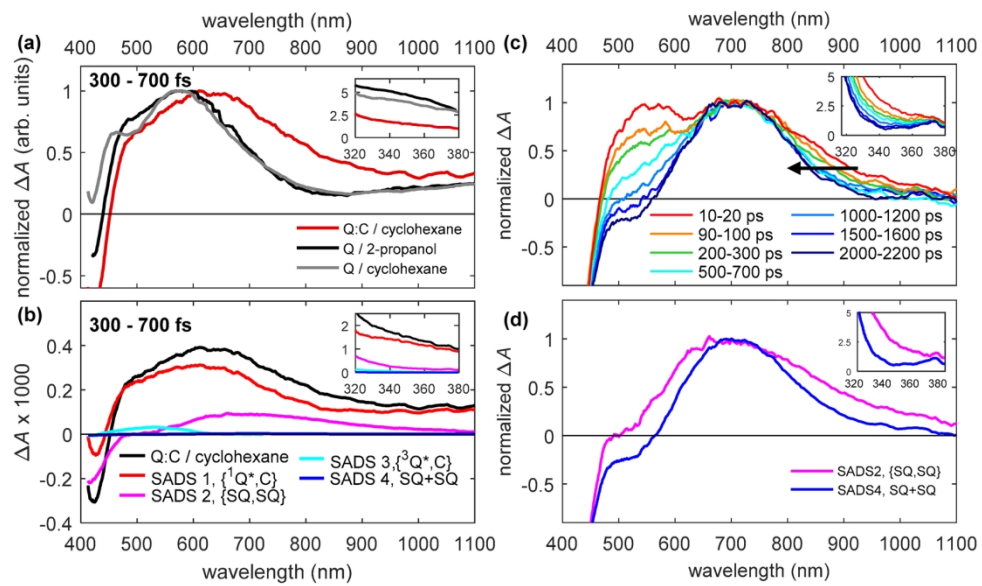 wavelength (nm)
400 500 600 700 800 900 1000 1100
(a)
300 - 700 fs
normalized ΔA (arb. units)
1
0.5
0
-0.5
5
0
320 340 360 380
Q:C / cyclohexane
Q / 2-propanol
Q / cyclohexane
(b)
300 - 700 fs
ΔA x 1000
0.4
0.2
0
-0.2
0.4
2
1
0
320 340 360 380
Q:C / cyclohexane
SADS 1, {¹Q*,C}
SADS 2, {SQ,SQ}
SADS 3,{³Q*,C}
SADS 4, SQ+SQ
400 500 600 700 800 900 1000 1100
wavelength (nm)
wavelength (nm)
400 500 600 700 800 900 1000 1100
(c)
normalized ΔA
1
0.5
0
-0.5
5
2.5
0
320 340 360 380
10-20 ps
90-100 ps
200-300 ps
500-700 ps
1000-1200 ps
1500-1600 ps
2000-2200 ps
(d)
normalized ΔA
1
0.5
0
-0.5
5
2.5
0
320 340 360 380
SADS2, {SQ,SQ}
SADS4, SQ+SQ
400 500 600 700 800 900 1000 1100
wavelength (nm)